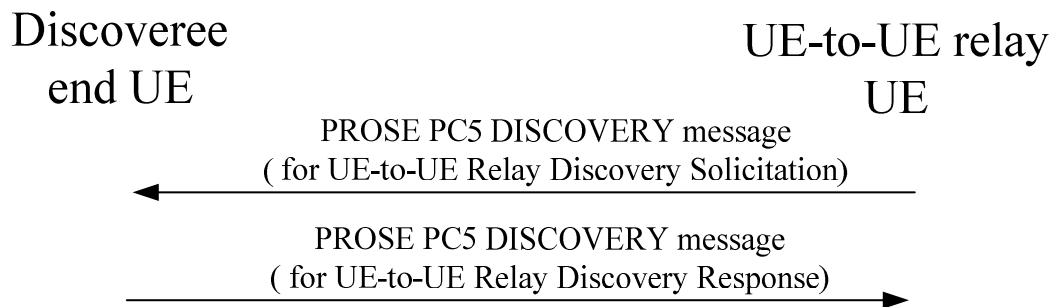 Discoveree
end UE
UE-to-UE relay
UE
PROSE PC5 DISCOVERY message
( for UE-to-UE Relay Discovery Solicitation)
PROSE PC5 DISCOVERY message
( for UE-to-UE Relay Discovery Response)